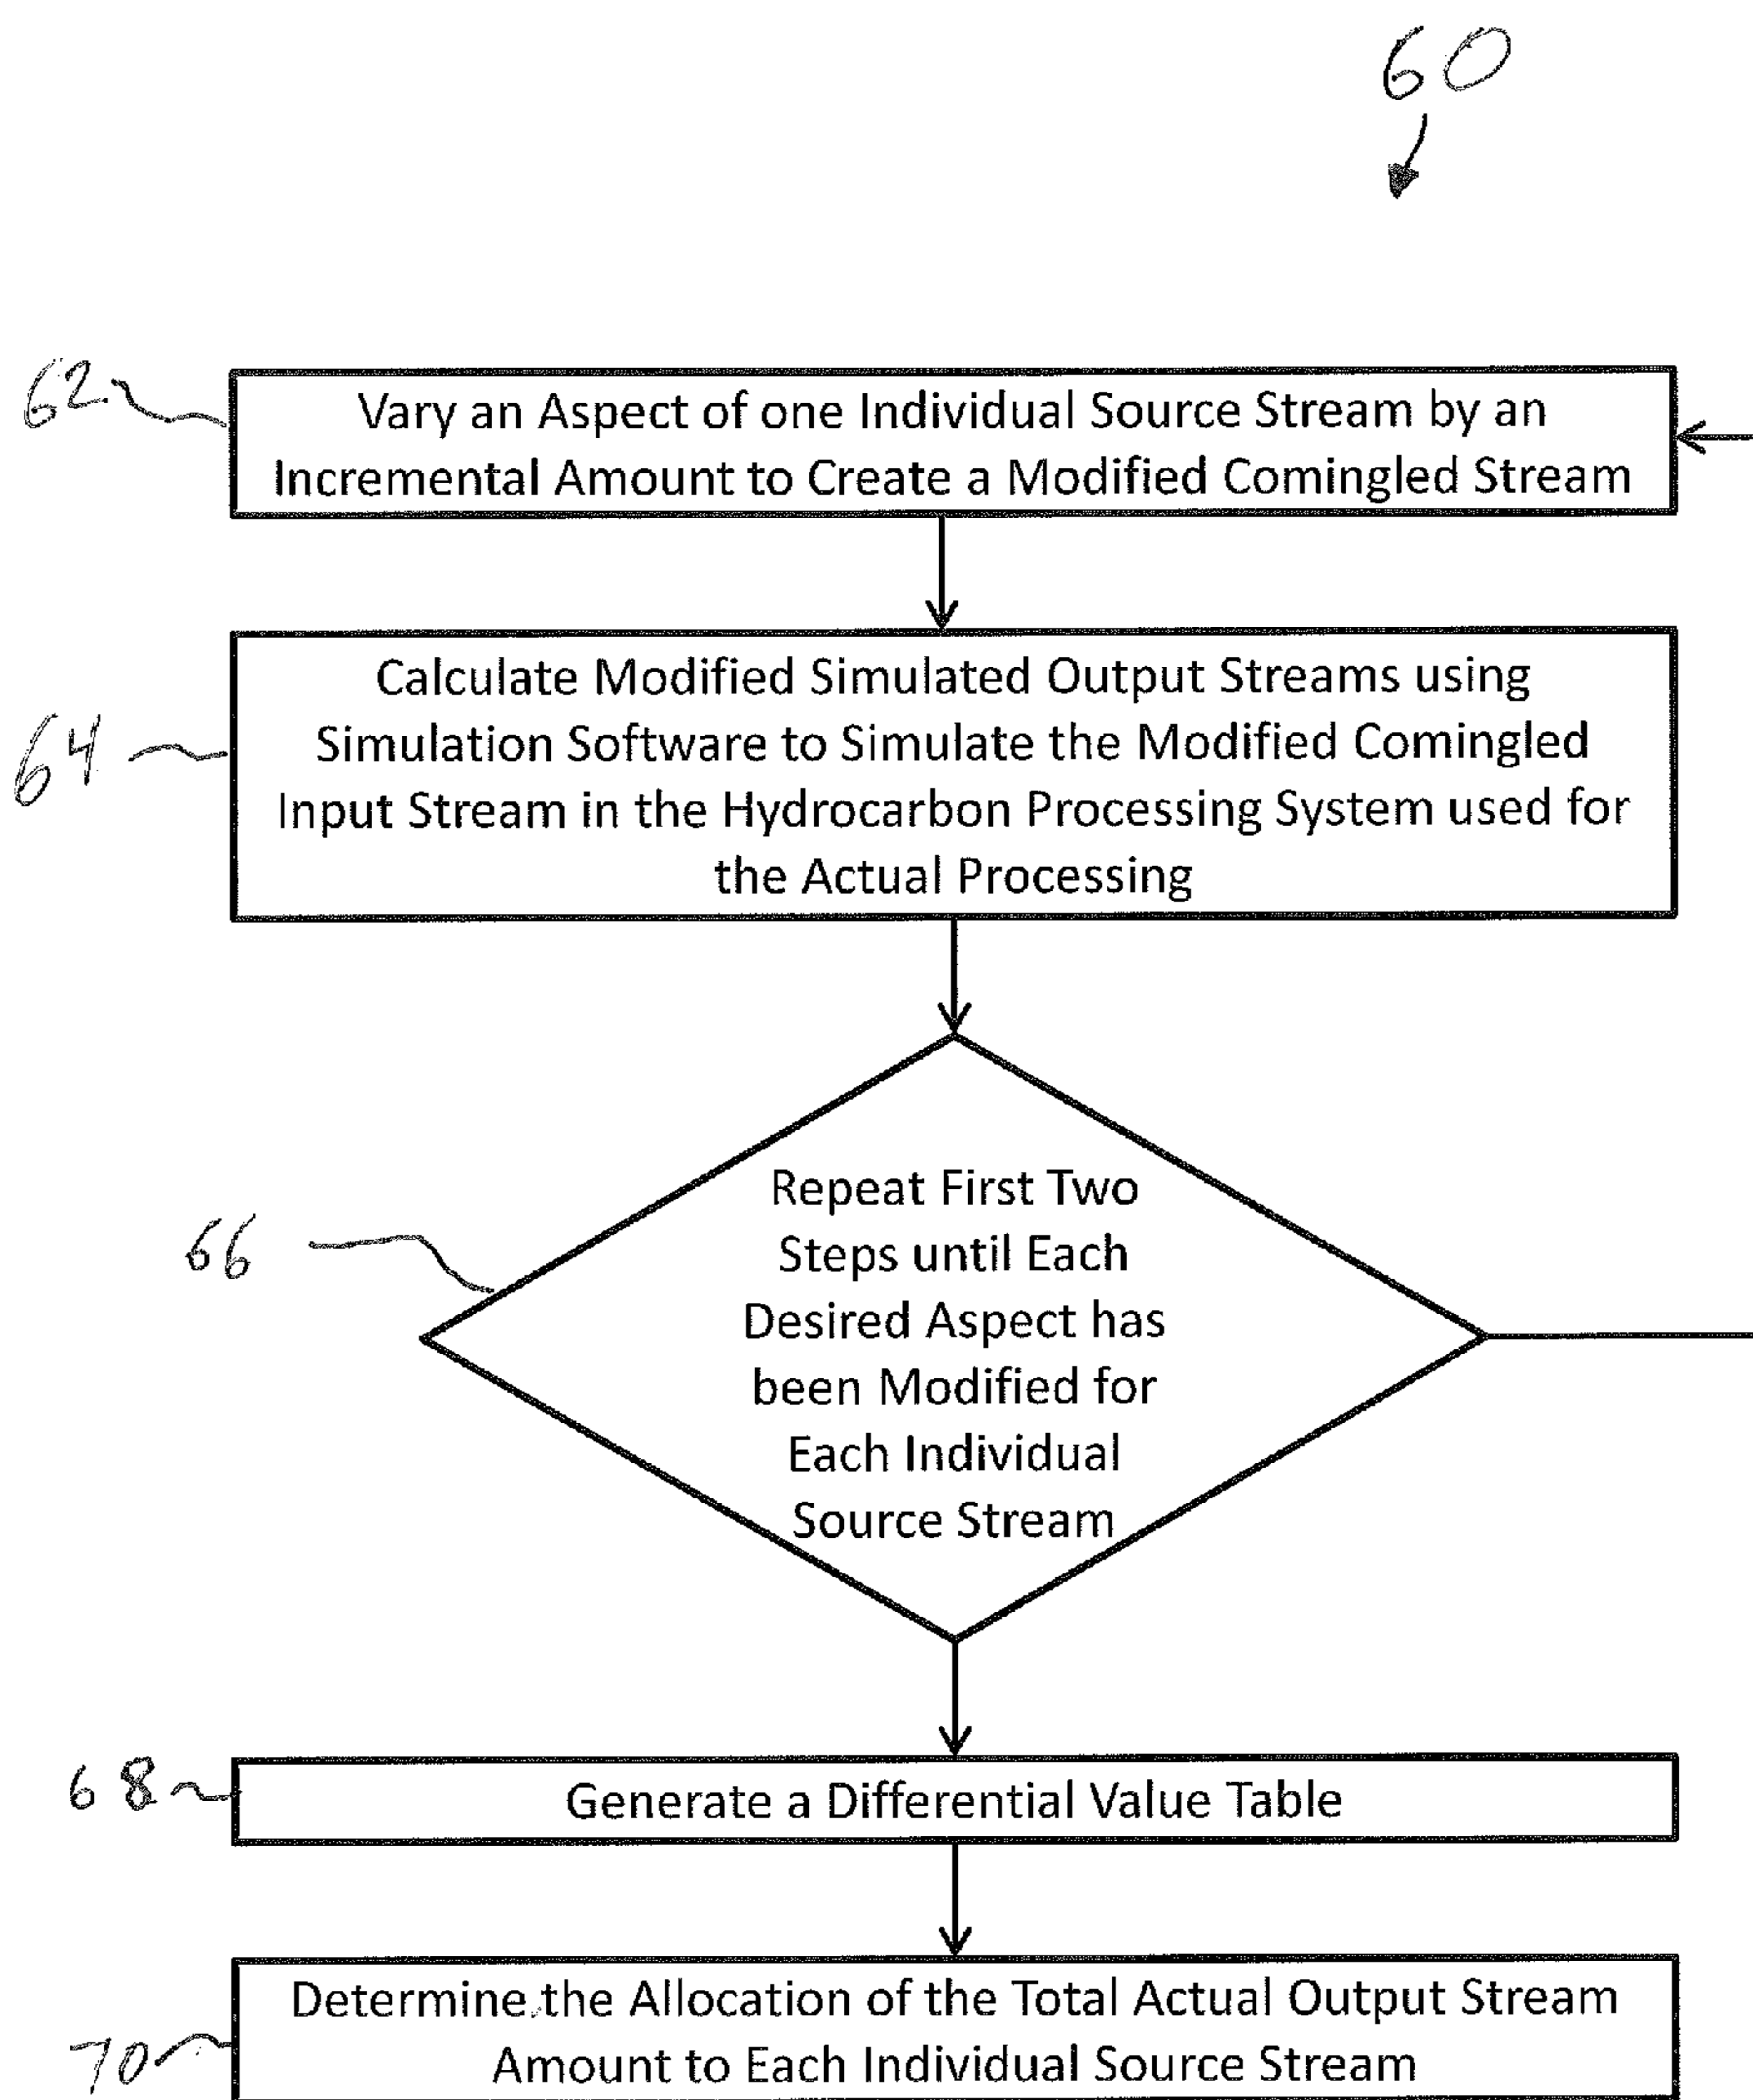 60
62
Vary an Aspect of one Individual Source Stream by an
Incremental Amount to Create a Modified Comingled Stream
64
Calculate Modified Simulated Output Streams using
Simulation Software to Simulate the Modified Comingled
Input Stream in the Hydrocarbon Processing System used for
the Actual Processing
66
Repeat First Two
Steps until Each
Desired Aspect has
been Modified for
Each Individual
Source Stream
68
Generate a Differential Value Table
70
Determine the Allocation of the Total Actual Output Stream
Amount to Each Individual Source Stream